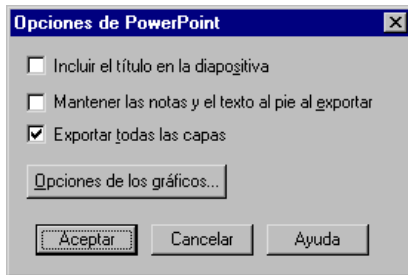 Opciones de PowerPoint
Incluir el título en la diapositiva
Mantener las notas y el texto al pie al exportar
Exportar todas las capas
Opciones de los gráficos...
Aceptar Cancelar Ayuda